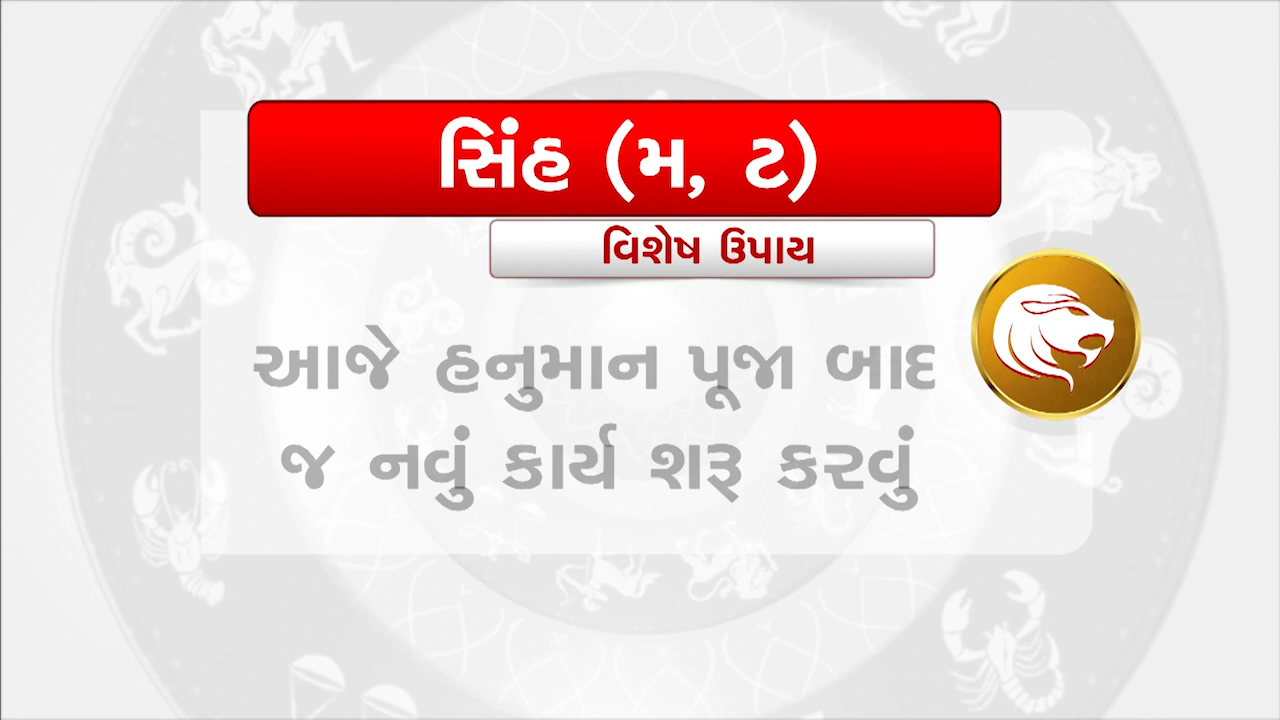 સિંહ (મ, ટ)
વિશેષ ઉપાય
આજે હનુમાન પૂજા બાદ
જ નવું કાર્ય શરૂ કરવું